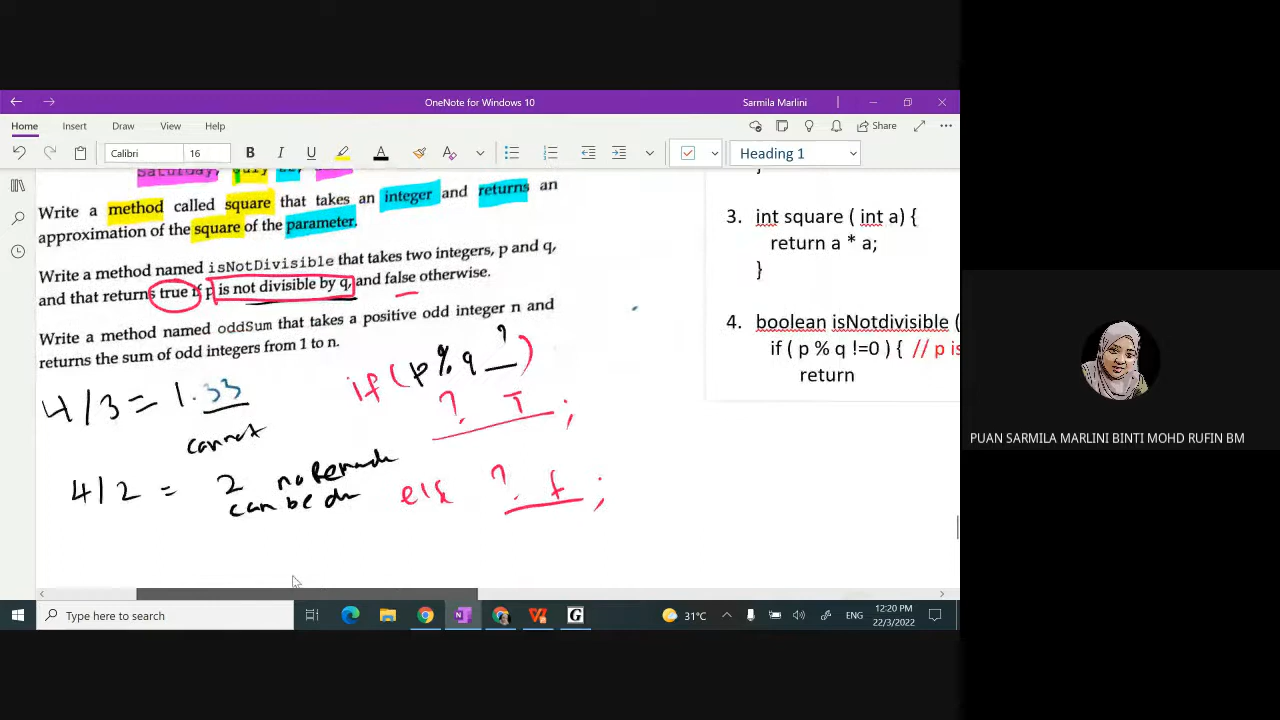 OneNote for Windows 10
Sarmila Marlini
Home Insert Draw View Help
Share
Calibri 16 B I U A Heading 1
Saturday, July
Write a method called square that takes an integer and returns an
approximation of the square of the parameter.
Write a method named isNotDivisible that takes two integers, p and q,
and that returns true if p is not divisible by q, and false otherwise.
Write a method named oddSum that takes a positive odd integer n and
returns the sum of odd integers from 1 to n.
4/3 = 1.33
cannot
4/2 = 2 no
can be
if (p % q __ )
?
? T ;
else ? f ;
}
3. int square ( int a) {
return a * a;
}
4. boolean isNotdivisible (
if ( p % q !=0 ) { // p is
return
PUAN SARMILA MARLINI BINTI MOHD RUFIN BM
Type here to search
31°C
ENG
12:20 PM
22/3/2022